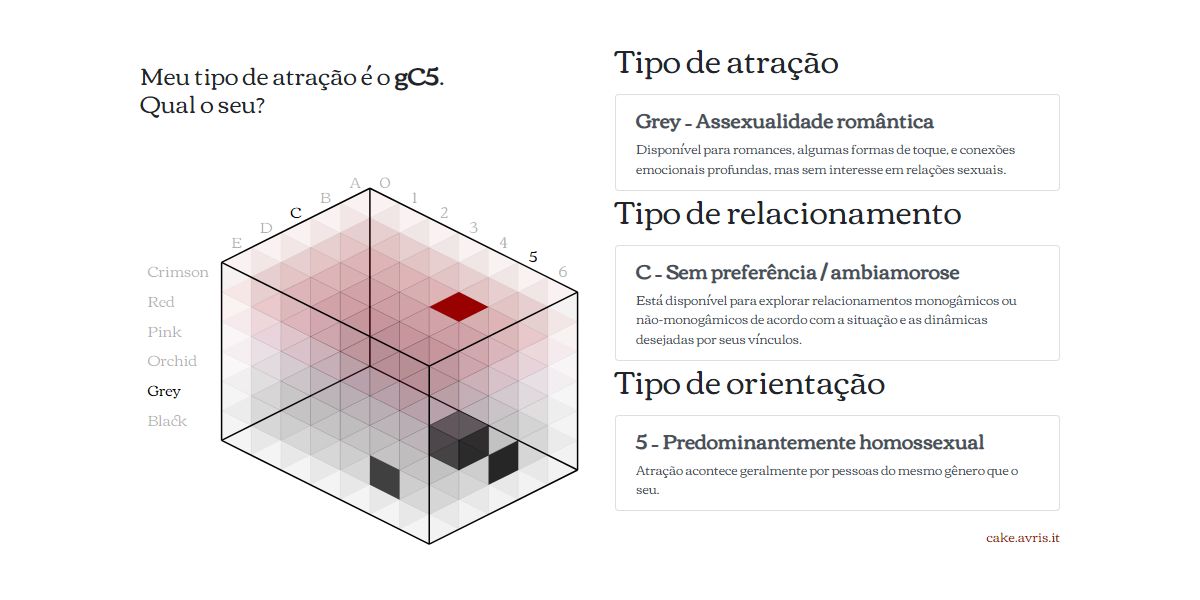 Meu tipo de atração é o gC5.
Qual o seu?
A
B
C
D
E
0
1
2
3
4
5
6
Crimson
Red
Pink
Orchid
Grey
Black
Tipo de atração
Grey – Assexualidade romântica
Disponível para romances, algumas formas de toque, e conexões
emocionais profundas, mas sem interesse em relações sexuais.
Tipo de relacionamento
C – Sem preferência / ambiamorose
Está disponível para explorar relacionamentos monogâmicos ou
não-monogâmicos de acordo com a situação e as dinâmicas
desejadas por seus vínculos.
Tipo de orientação
5 – Predominantemente homossexual
Atração acontece geralmente por pessoas do mesmo gênero que o
seu.
cake.avris.it